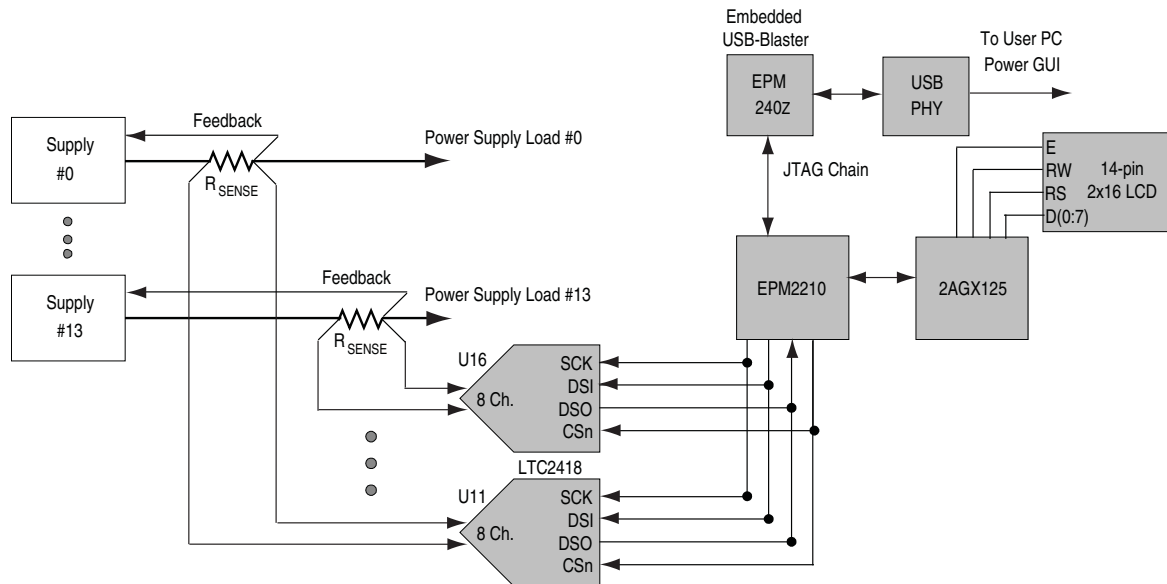 Embedded
USB-Blaster
EPM
240z
USB
PHY
To User PC
Power GUI
Feedback
Supply
#0
R SENSE
Power Supply Load #0
JTAG Chain
E
RW
RS
D(0:7)
14-pin
2x16 LCD
Feedback
Supply
#13
R SENSE
Power Supply Load #13
EPM2210
2AGX125
U16
8 Ch.
SCK
DSI
DSO
CSn
LTC2418
U11
8 Ch.
SCK
DSI
DSO
CSn